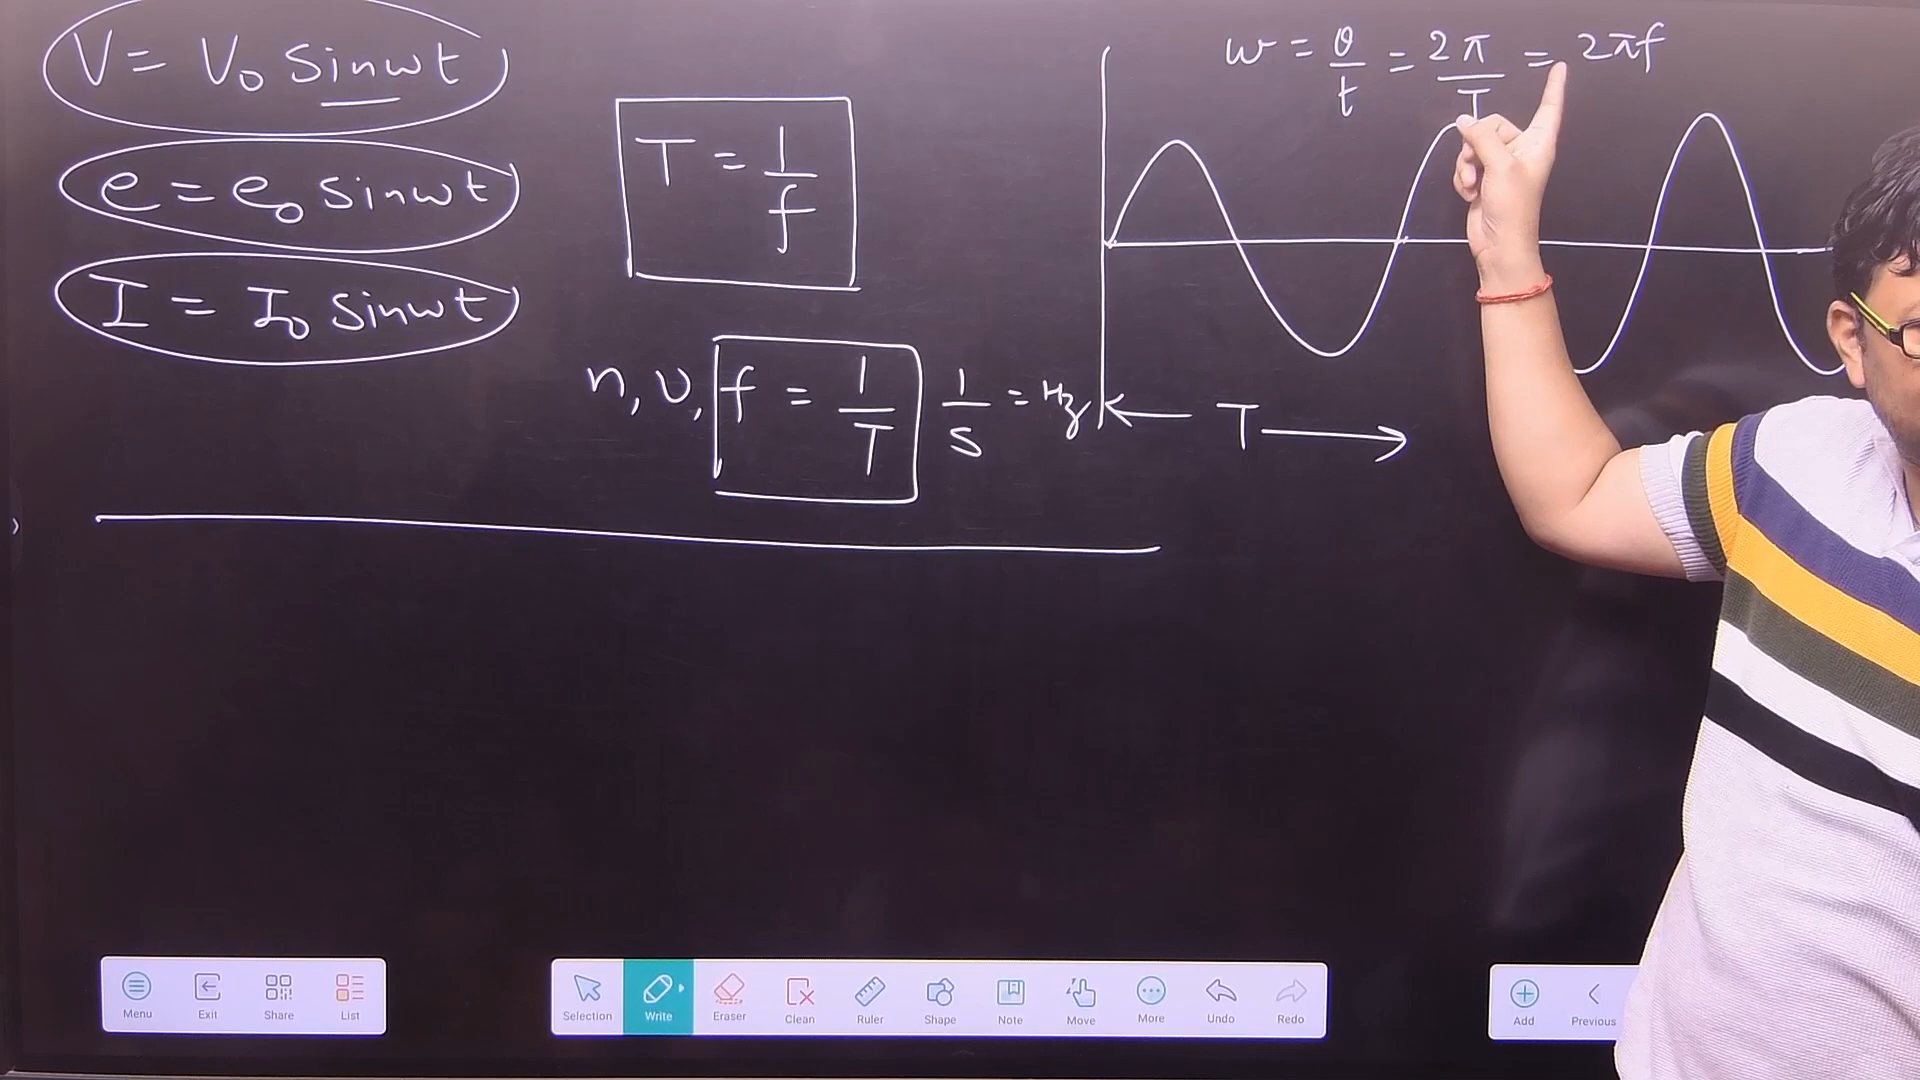 V = V₀ sinωt
e = e₀ sinωt
I = I₀ sinωt
T = 1/f
n, υ, f = 1/T 1/s = Hz
ω = θ/t = 2π/T = 2πf
T
Menu Exit Share List
Selection Write Eraser Clean Ruler Shape Note Move More Undo Redo
Add Previous